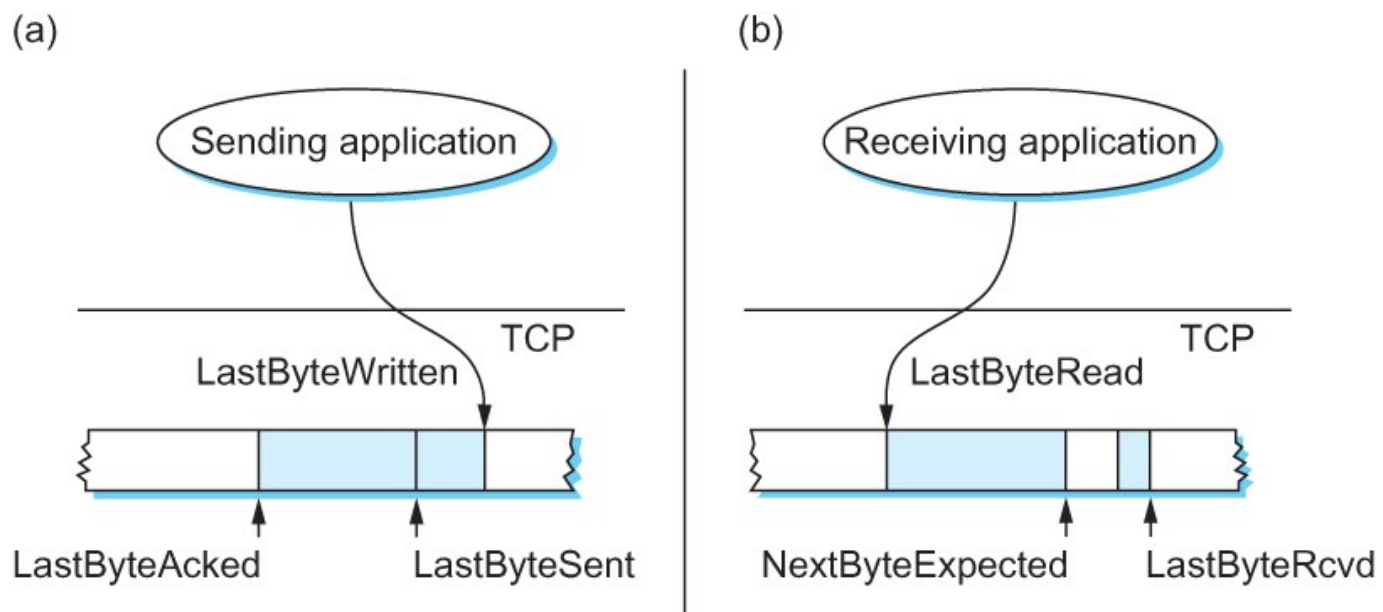 (a)
Sending application
TCP
LastByteWritten
LastByteAcked
LastByteSent
(b)
Receiving application
TCP
LastByteRead
NextByteExpected
LastByteRcvd